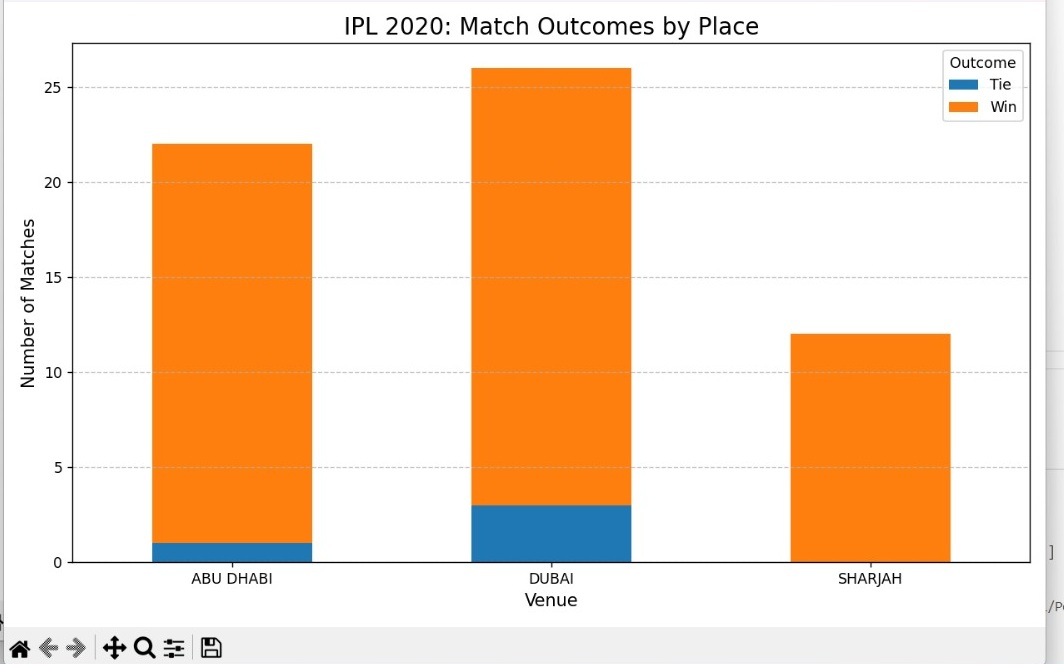 IPL 2020: Match Outcomes by Place
Outcome
Tie
Win
25
20
15
10
5
0
Number of Matches
ABU DHABI
DUBAI
SHARJAH
Venue
]